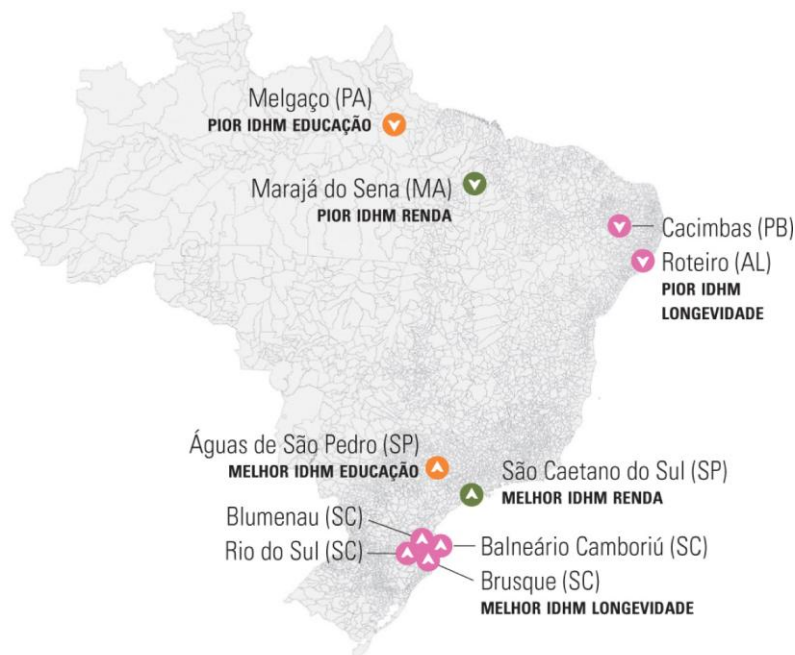 Melgaço (PA)
PIOR IDHM EDUCAÇÃO
Marajá do Sena (MA)
PIOR IDHM RENDA
Cacimbas (PB)
Roteiro (AL)
PIOR IDHM
LONGEVIDADE
Águas de São Pedro (SP)
MELHOR IDHM EDUCAÇÃO
São Caetano do Sul (SP)
MELHOR IDHM RENDA
Blumenau (SC)
Rio do Sul (SC)
Balneário Camboriú (SC)
Brusque (SC)
MELHOR IDHM LONGEVIDADE